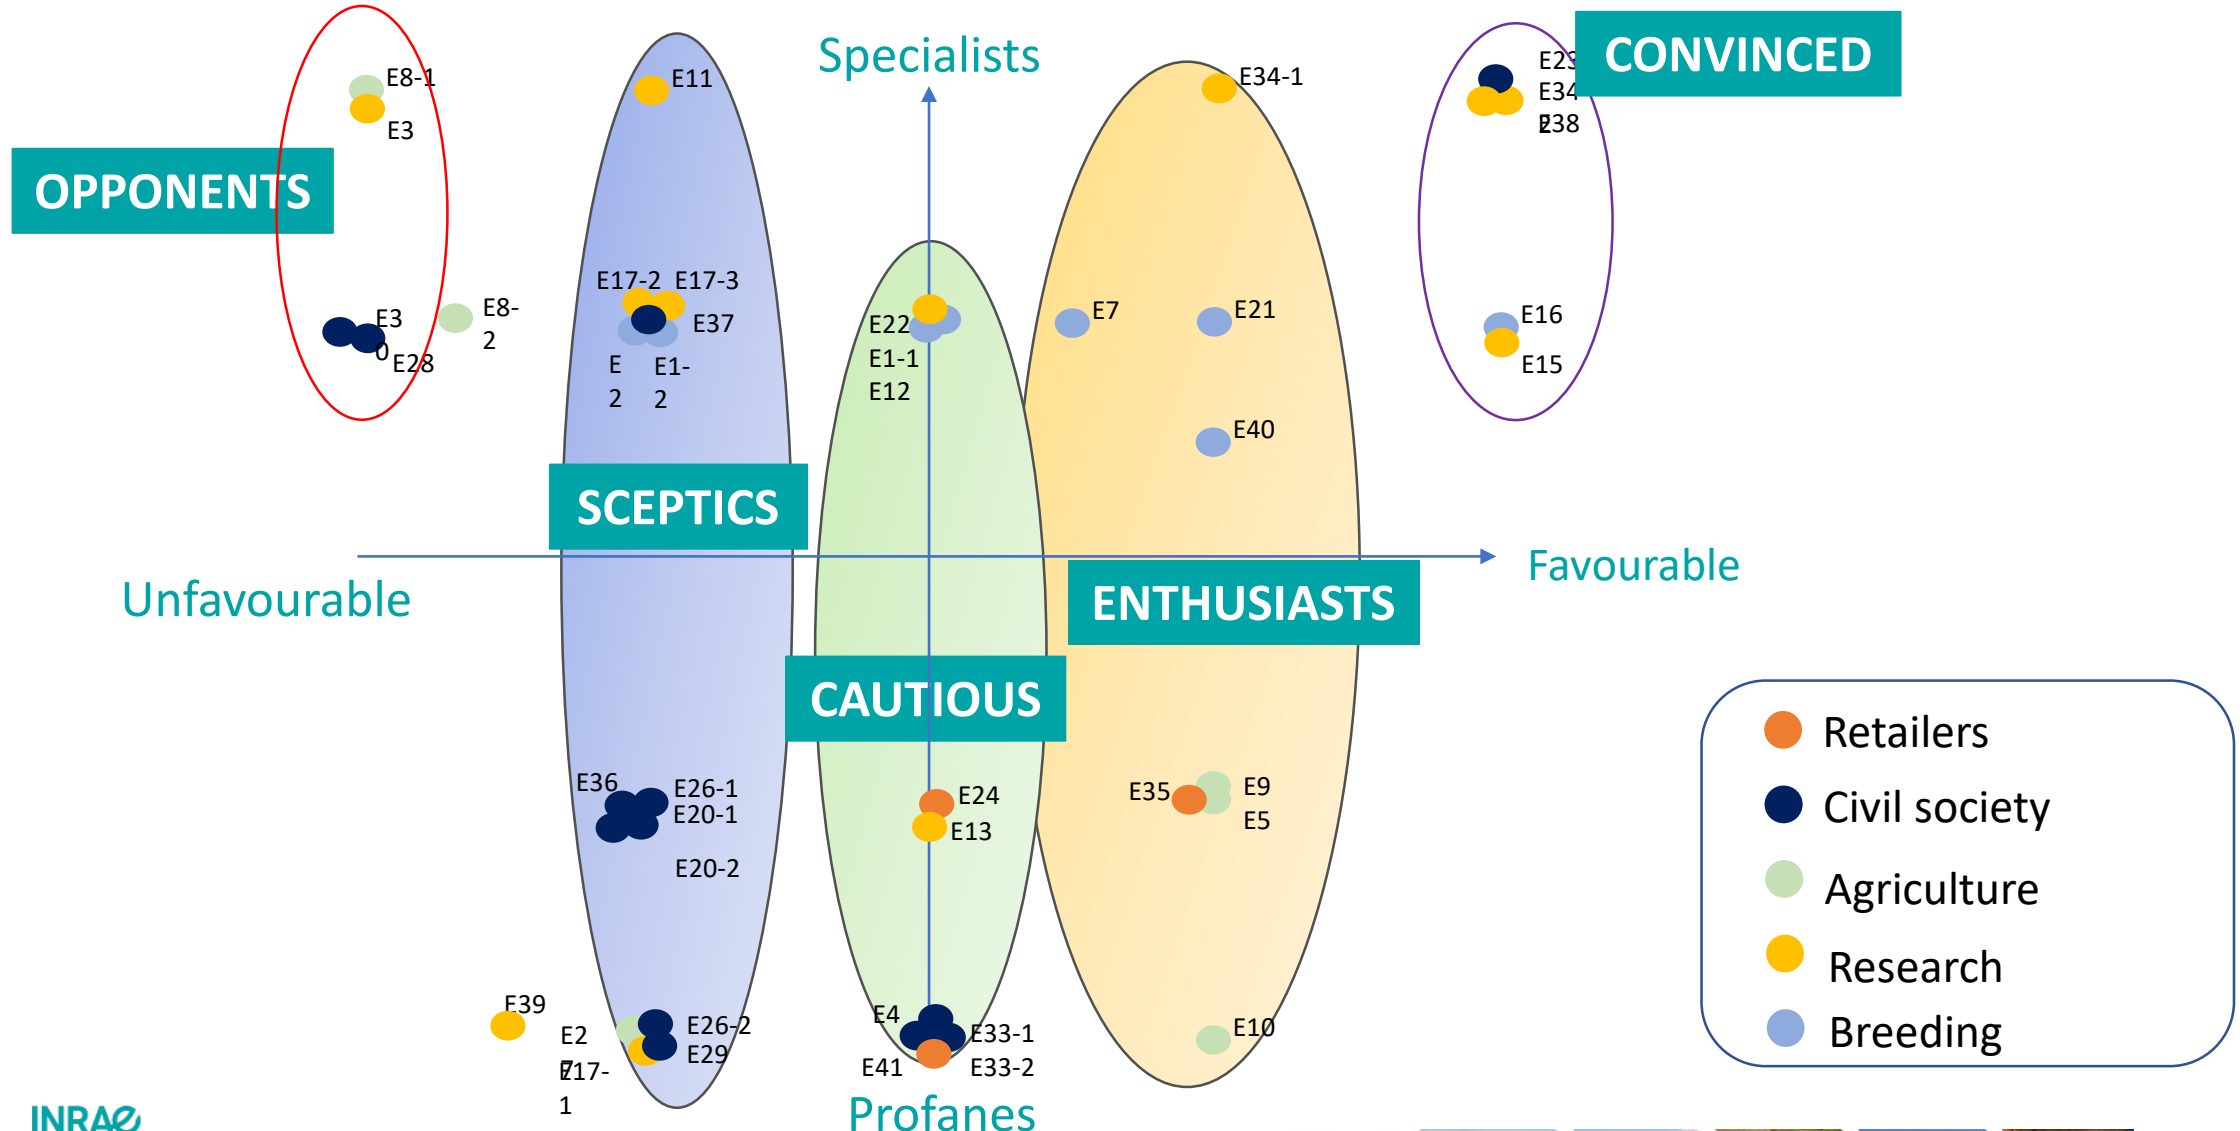 Specialists
CONVINCED
OPPONENTS
E8-1
E3
E11
E34-1
E23
E34
2
E38
E3
0
E28
E8-
2
E17-2
E17-3
E37
E
2
E1-
2
E22
E1-1
E12
E7
E21
E40
E16
E15
SCEPTICS
Unfavourable
Favourable
ENTHUSIASTS
CAUTIOUS
E36
E26-1
E20-1
E20-2
E24
E13
E35
E9
E5
E39
E2
7
E17-
1
E26-2
E29
E4
E41
E33-1
E33-2
E10
Profanes
Retailers
Civil society
Agriculture
Research
Breeding
INRAE